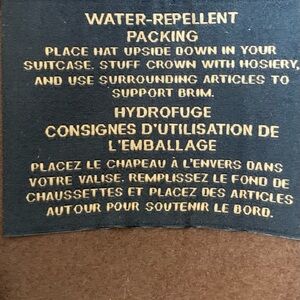 WATER-REPELLENT
PACKING
PLACE HAT UPSIDE DOWN IN YOUR
SUITCASE. STUFF CROWN WITH HOSIERY,
AND USE SURROUNDING ARTICLES TO
SUPPORT BRIM.
HYDROFUGE
CONSIGNES D'UTILISATION DE
L'EMBALLAGE
PLACEZ LE CHAPEAU À L'ENVERS DANS
VOTRE VALISE. REMPLISSEZ LE FOND DE
CHAUSSETTES ET PLACEZ DES ARTICLES
AUTOUR POUR SOUTENIR LE BORD.